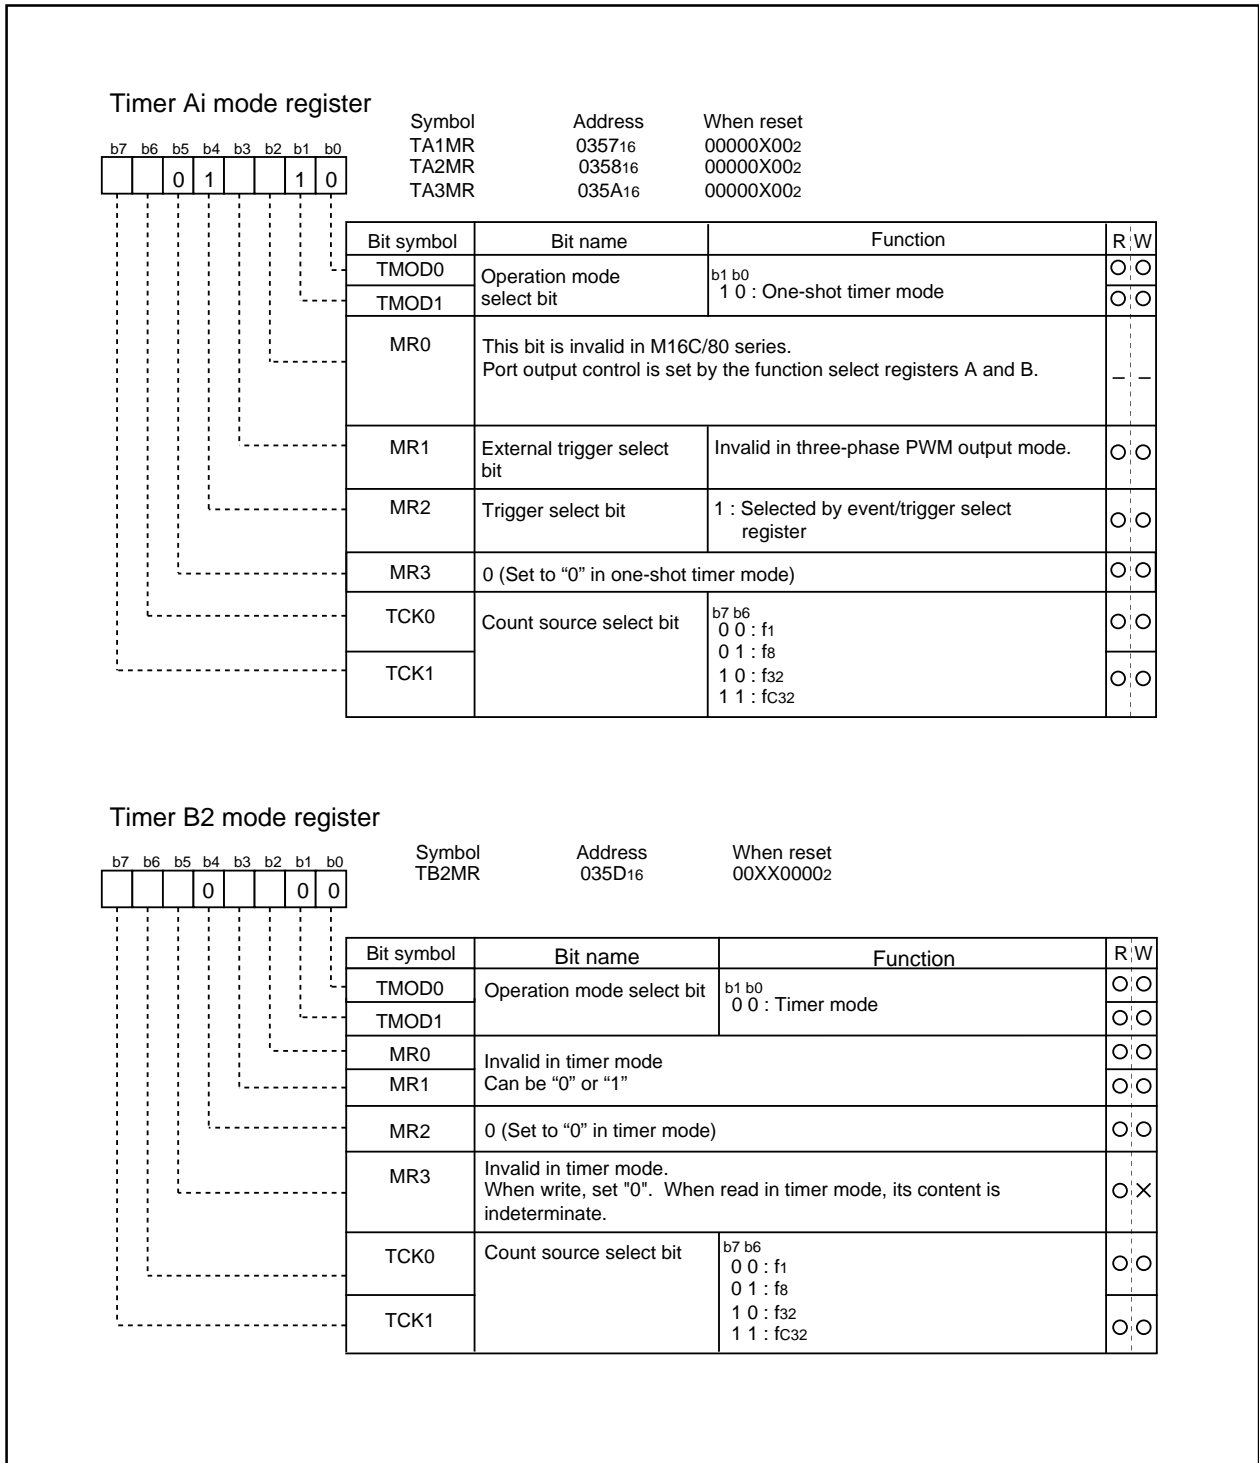 Timer Ai mode register
Symbol Address When reset
TA1MR 035716 00000X002
TA2MR 035816 00000X002
TA3MR 035A16 00000X002
b7 b6 b5 b4 b3 b2 b1 b0
0 1 1 0
Bit symbol Bit name Function R W
TMOD0 Operation mode select bit b1 b0
TMOD1 1 0 : One-shot timer mode
MR0 This bit is invalid in M16C/80 series.
Port output control is set by the function select registers A and B. – –
MR1 External trigger select bit Invalid in three-phase PWM output mode.
MR2 Trigger select bit 1 : Selected by event/trigger select
register
MR3 0 (Set to “0” in one-shot timer mode)
TCK0 Count source select bit b7 b6
0 0 : f1
0 1 : f8
TCK1 1 0 : f32
1 1 : fC32
Timer B2 mode register
Symbol Address When reset
TB2MR 035D16 00XX00002
b7 b6 b5 b4 b3 b2 b1 b0
0 0 0
Bit symbol Bit name Function R W
TMOD0 Operation mode select bit b1 b0
0 0 : Timer mode
TMOD1
MR0 Invalid in timer mode
MR1 Can be “0” or “1”
MR2 0 (Set to “0” in timer mode)
MR3 Invalid in timer mode.
When write, set "0". When read in timer mode, its content is
indeterminate.
TCK0 Count source select bit b7 b6
0 0 : f1
0 1 : f8
TCK1 1 0 : f32
1 1 : fC32